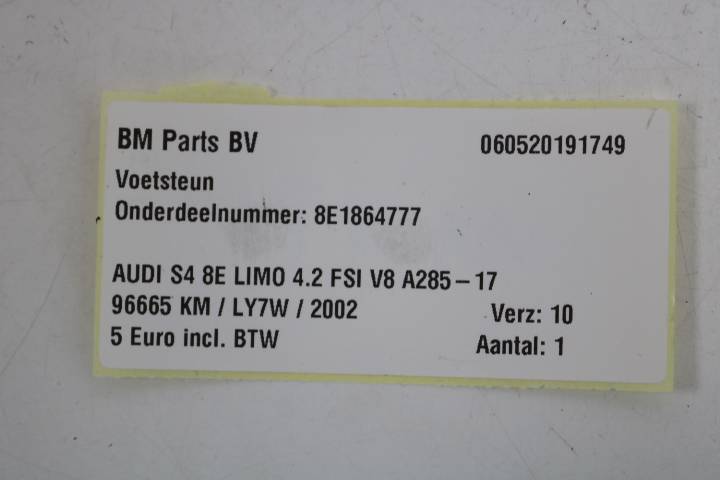 BM Parts BV 060520191749
Voetsteun
Onderdeelnummer: 8E1864777
AUDI S4 8E LIMO 4.2 FSI V8 A285-17
96665 KM / LY7W / 2002 Verz: 10
5 Euro incl. BTW Aantal: 1